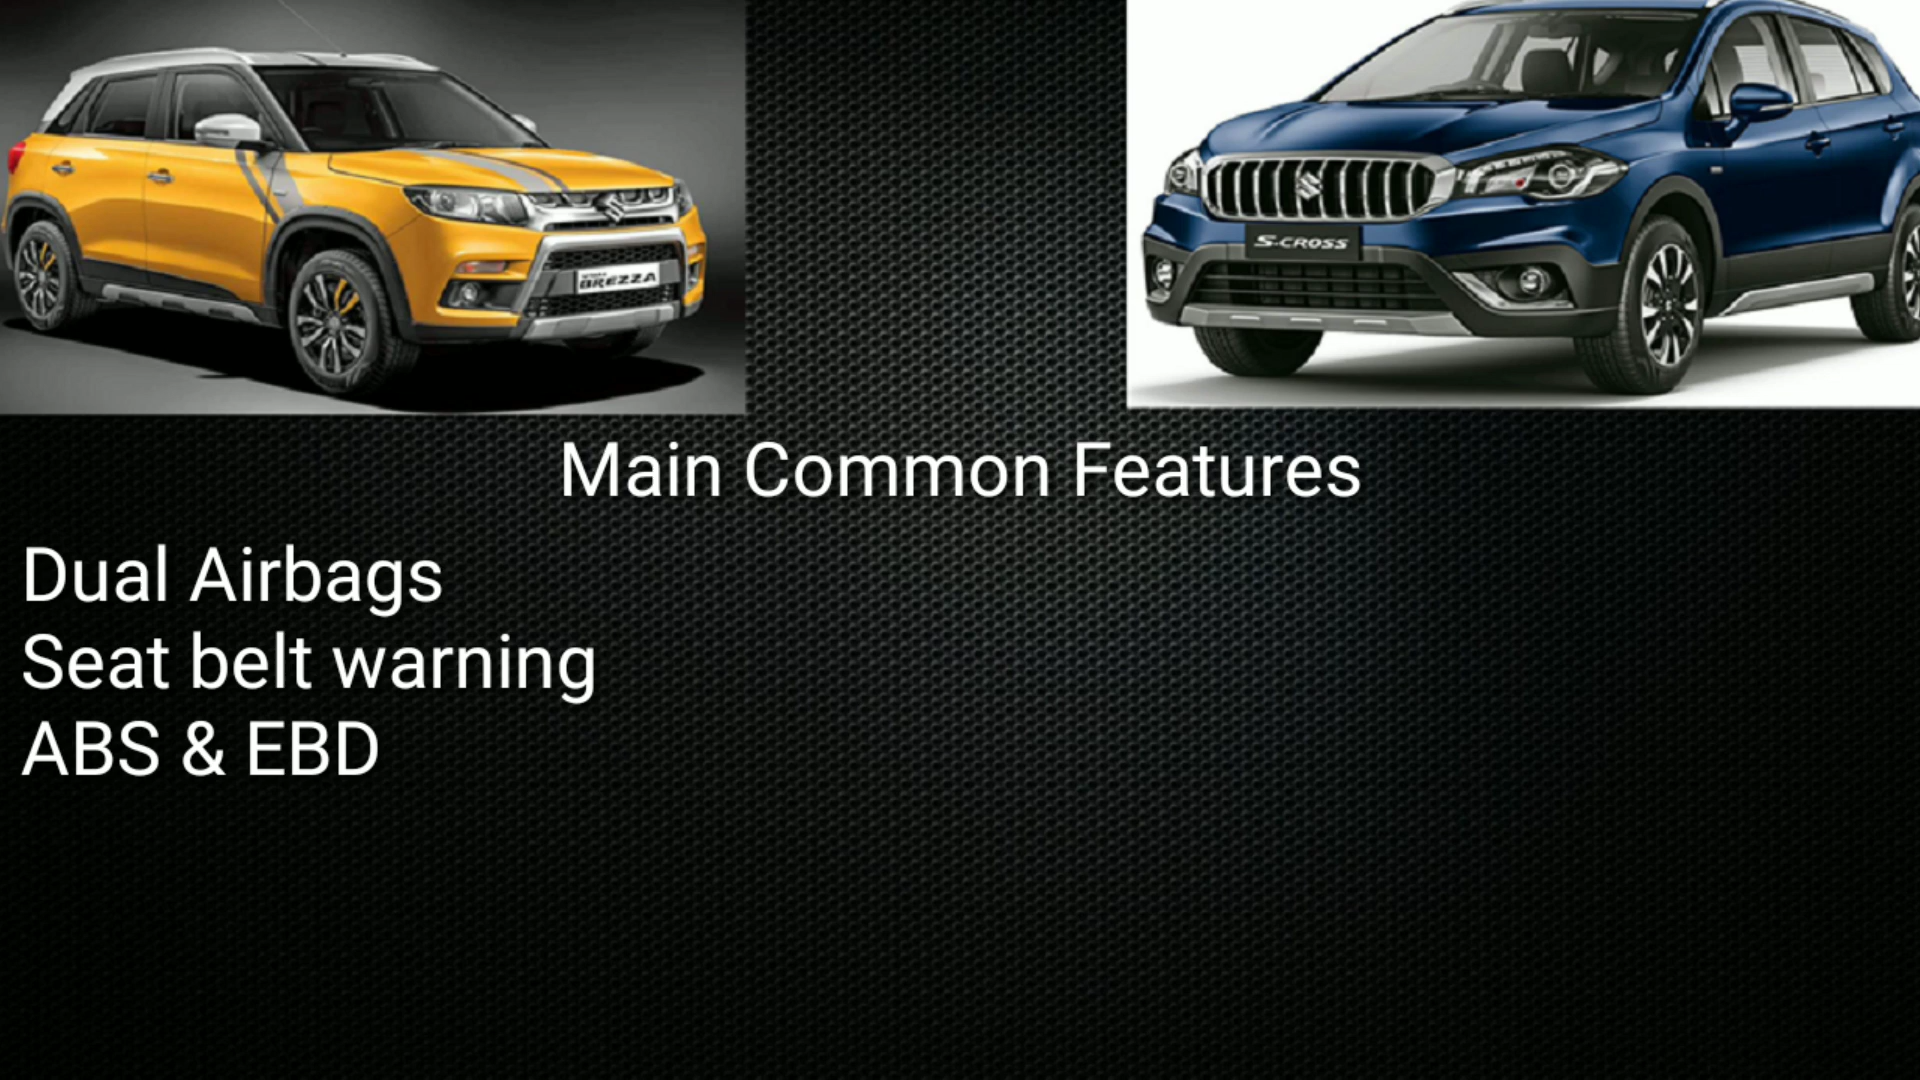 BREZZA
S-CROSS
Main Common Features
Dual Airbags
Seat belt warning
ABS & EBD